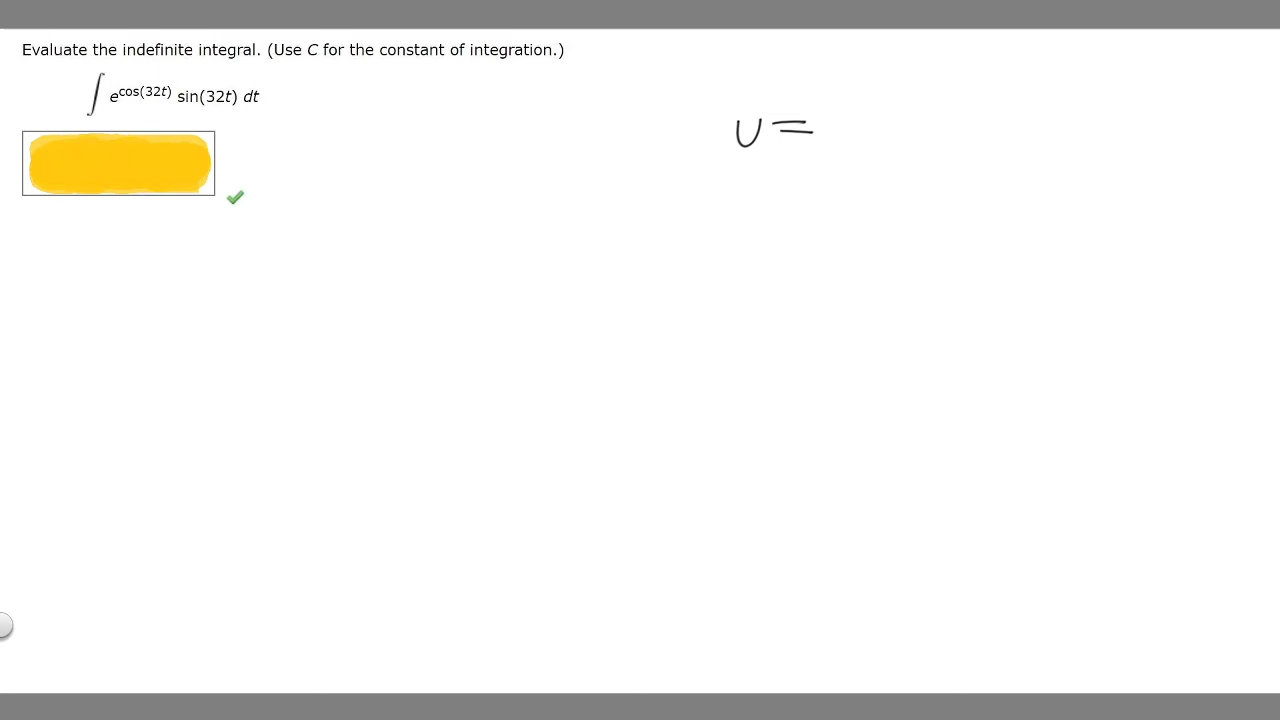 Evaluate the indefinite integral. (Use C for the constant of integration.)
∫ e^cos(32t) sin(32t) dt
u =